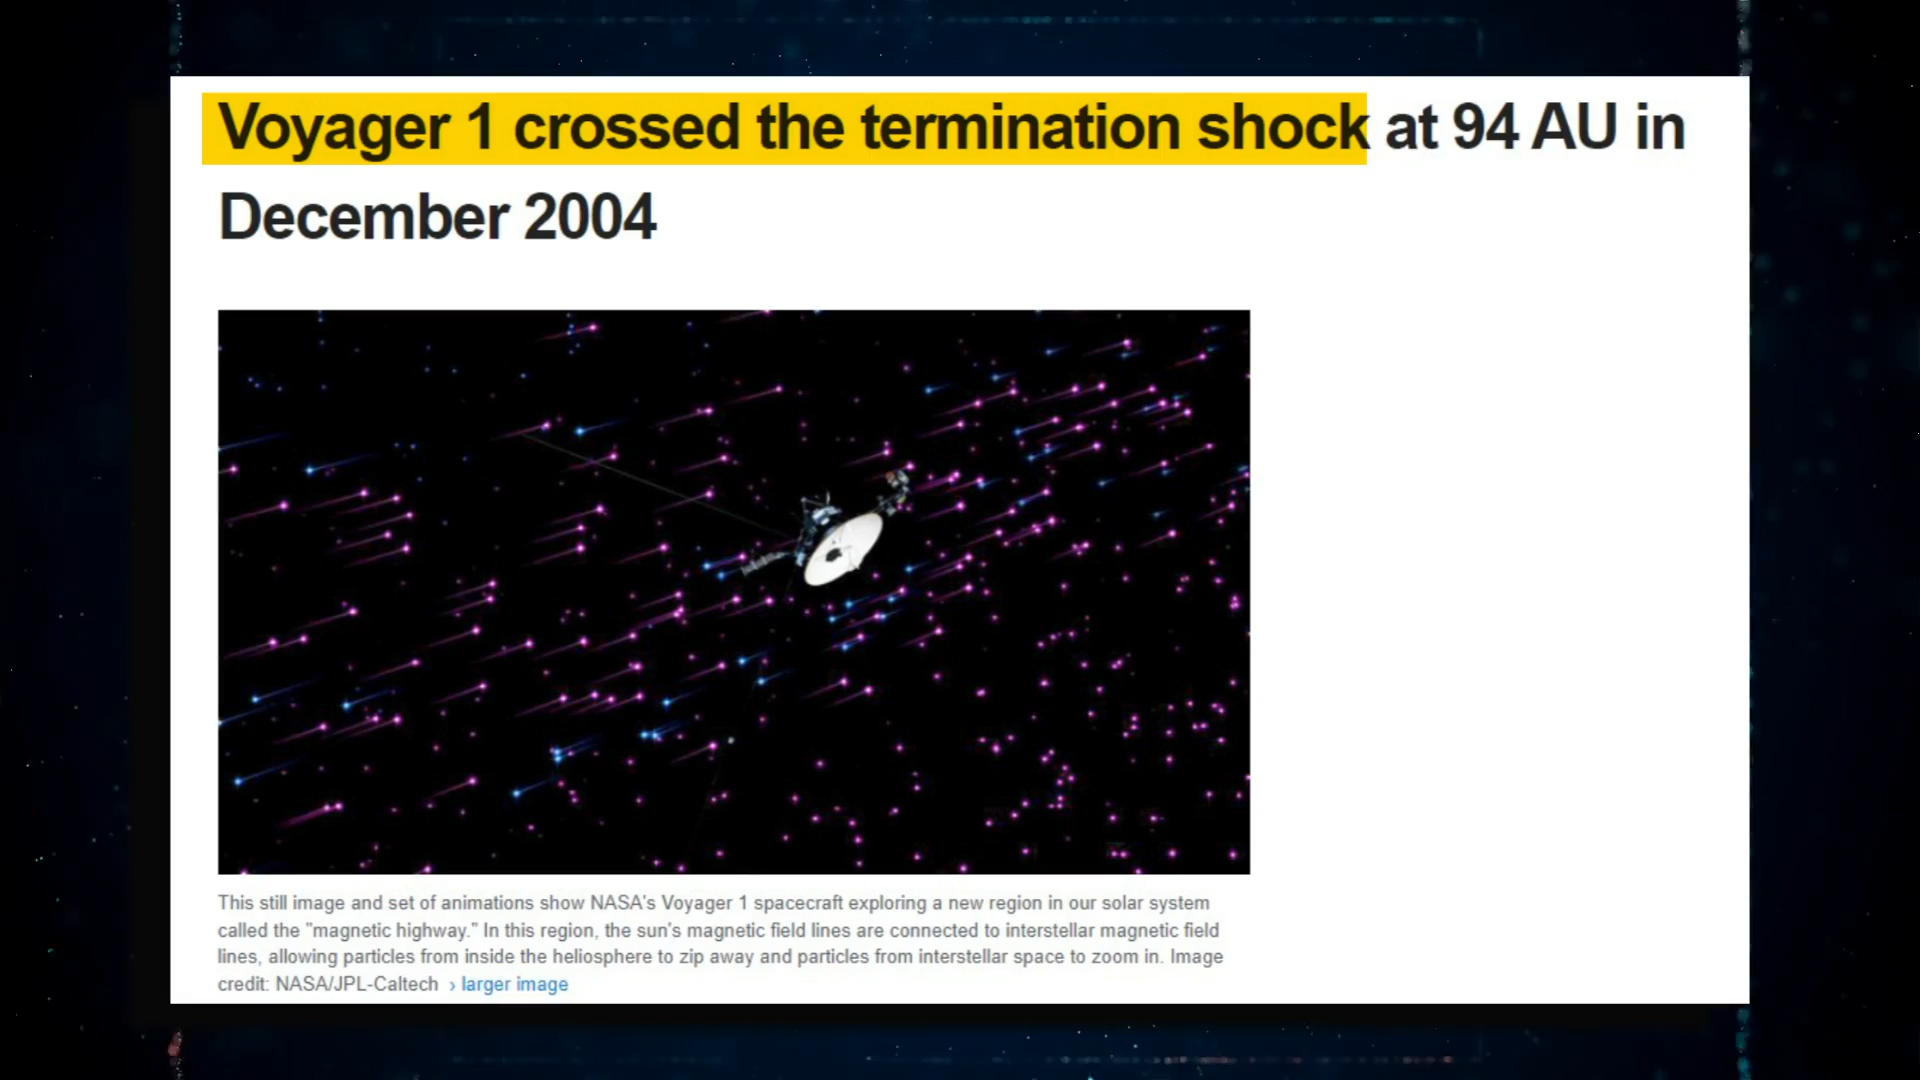 Voyager 1 crossed the termination shock at 94 AU in
December 2004
This still image and set of animations show NASA's Voyager 1 spacecraft exploring a new region in our solar system
called the "magnetic highway." In this region, the sun's magnetic field lines are connected to interstellar magnetic field
lines, allowing particles from inside the heliosphere to zip away and particles from interstellar space to zoom in. Image
credit: NASA/JPL-Caltech › larger image